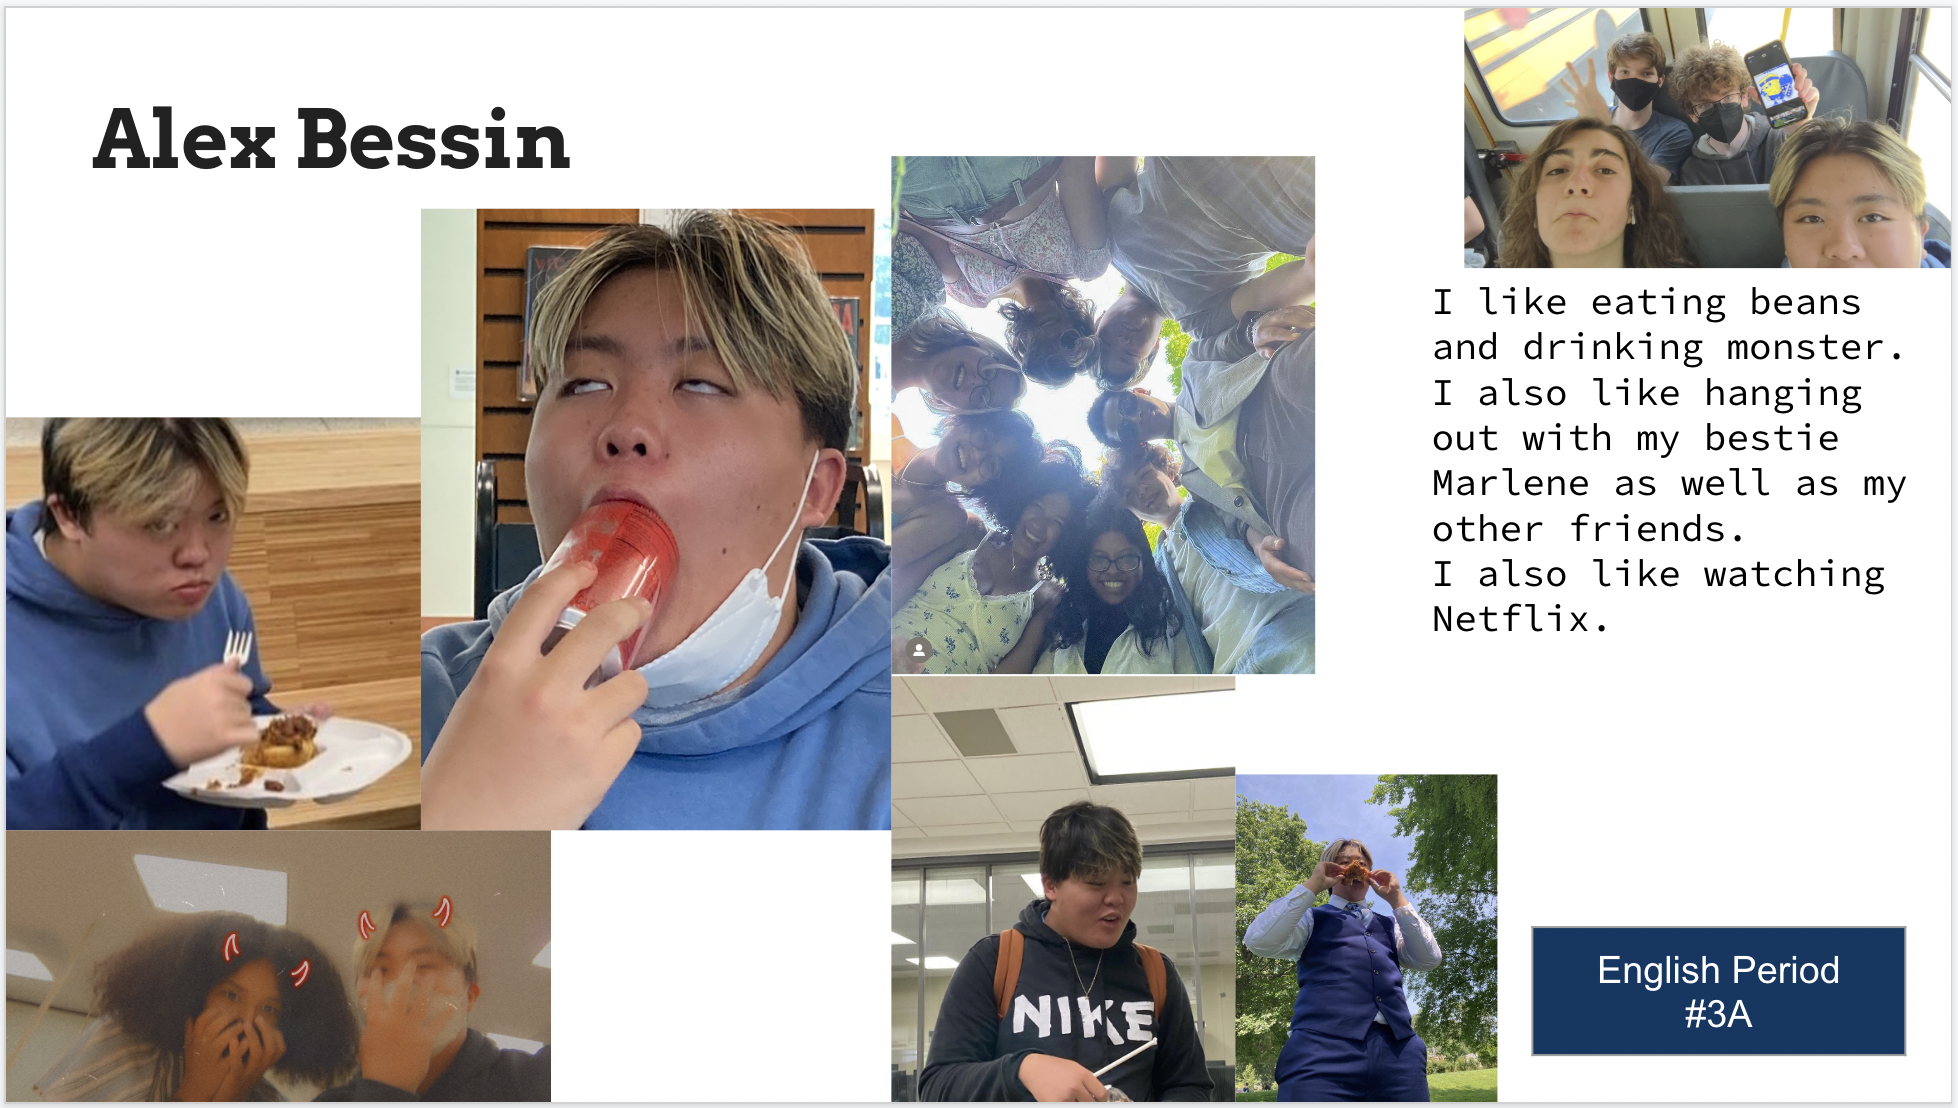 Alex Bessin
I like eating beans
and drinking monster.
I also like hanging
out with my bestie
Marlene as well as my
other friends.
I also like watching
Netflix.
NIKE
English Period
#3A